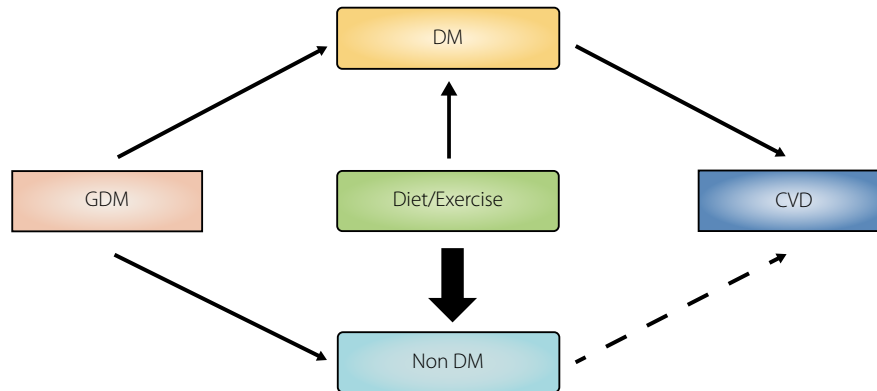 DM
GDM
Diet/Exercise
CVD
Non DM